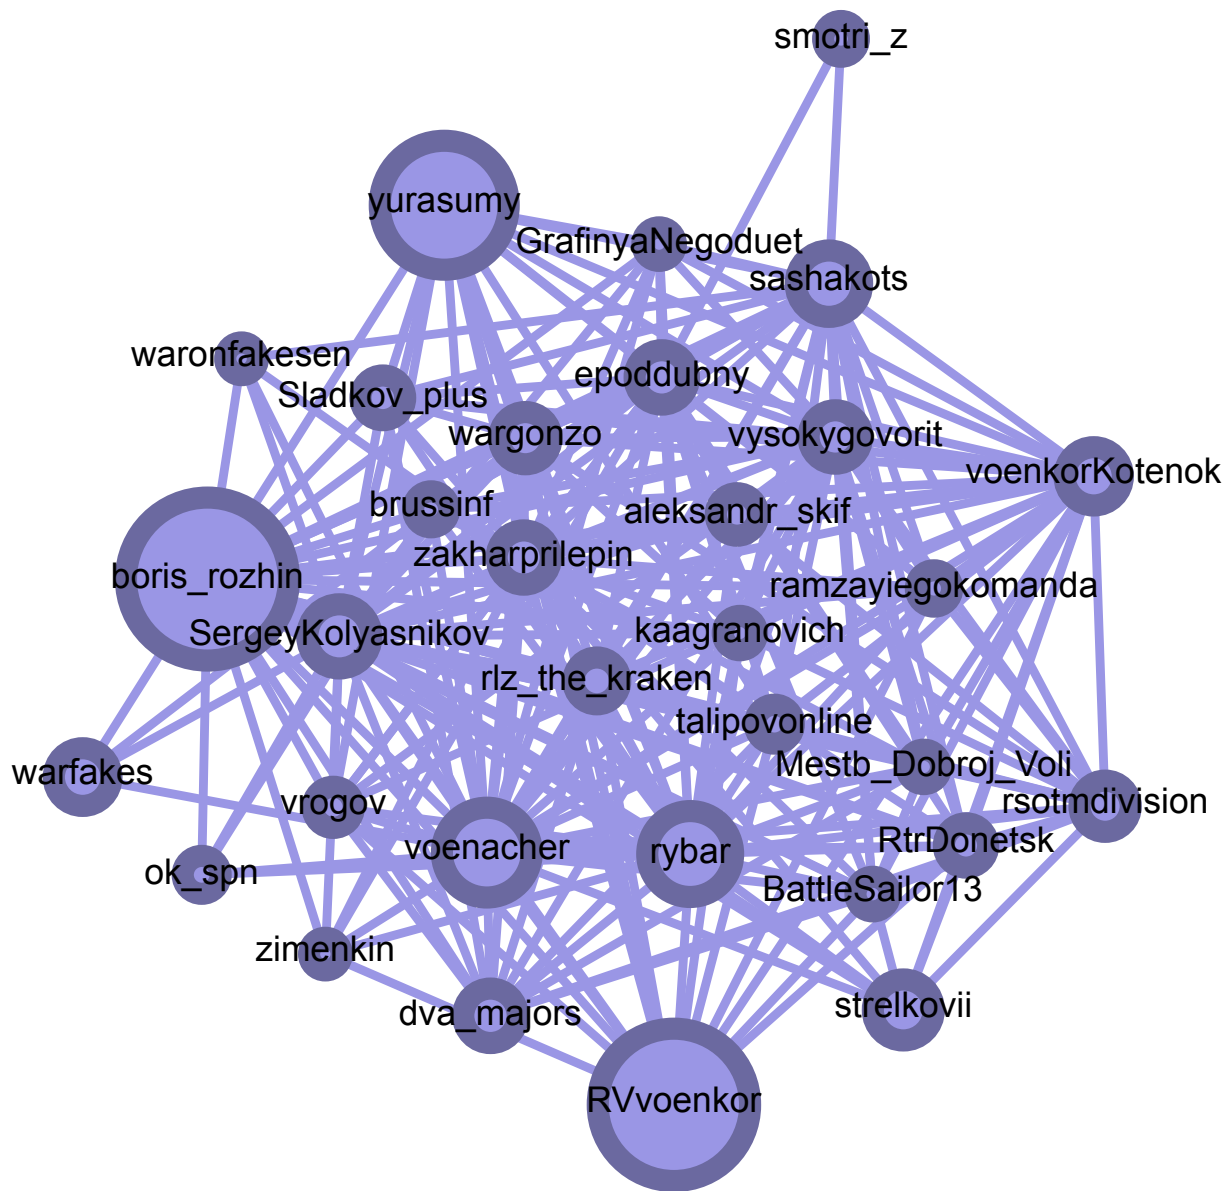 smotri_z
yurasumy
GrafinyaNegoduet
sashakots
waronfakesen
epoddubny
Sladkov_plus
wargonzo
vysokygovorit
voenkorKotenok
brussinf
aleksandr_skif
zakharprilepin
boris_rozhin
ramzayiegokomanda
SergeyKolyasnikov
kaagranovich
rlz_the_kraken
talipovonline
warfakes
Mestb_Dobroj_Voli
vrogov
rsotmdivision
voenacher
rybar
RtrDonetsk
ok_spn
BattleSailor13
zimenkin
strelkovii
dva_majors
RVvoenkor